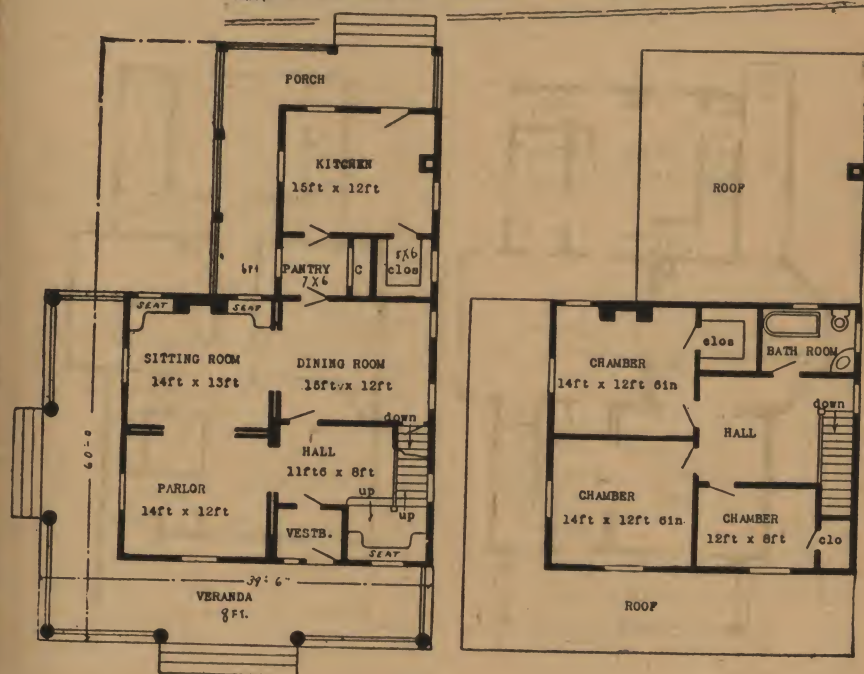 PORCH
KITCHEN
15ft x 12ft
6ft
PANTRY
7X6
C
5X6
clos
SEAT
SEAT
SITTING ROOM
14ft x 13ft
DINING ROOM
15ft x 12ft
down
HALL
11ft6 x 8ft
up
up
PARLOR
14ft x 12ft
VESTB.
SEAT
60'-0
39'-6"
VERANDA
8FT.
ROOF
clos
BATH ROOM
CHAMBER
14ft x 12ft 6in
down
HALL
CHAMBER
14ft x 12ft 6in.
CHAMBER
12ft x 8ft
clo
ROOF